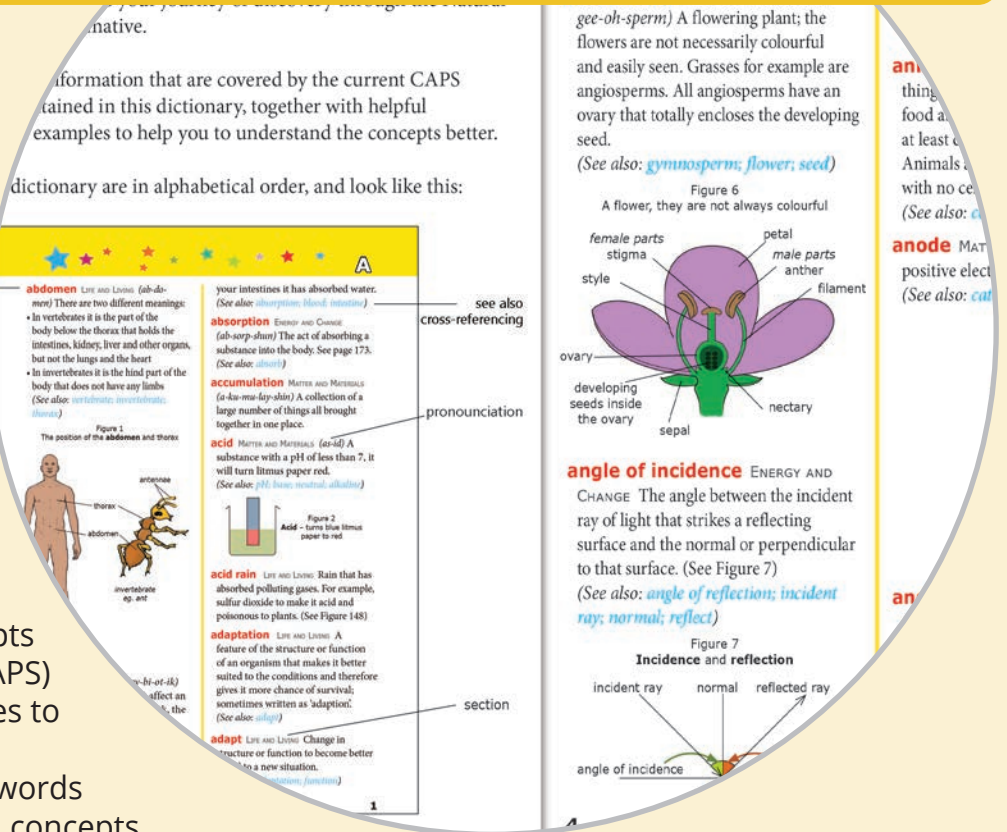 your journey of discovery through the Natural
mative.
information that are covered by the current CAPS
tained in this dictionary, together with helpful
examples to help you to understand the concepts better.
dictionary are in alphabetical order, and look like this:
A
abdomen LIFE AND LIVING (ab-do-
men) There are two different meanings:
• In vertebrates it is the part of the
body below the thorax that holds the
intestines, kidney, liver and other organs,
but not the lungs and the heart
• In invertebrates it is the hind part of the
body that does not have any limbs
(See also: vertebrate; invertebrate;
thorax)
Figure 1
The position of the abdomen and thorax
antennae
thorax
abdomen
invertebrate
eg. ant
y-bi-ot-ik)
affect an
the
your intestines it has absorbed water.
(See also: absorption; blood; intestine)
absorption ENERGY AND CHANGE
(ab-sorp-shun) The act of absorbing a
substance into the body. See page 173.
(See also: absorb)
accumulation MATTER AND MATERIALS
(a-ku-mu-lay-shin) A collection of a
large number of things all brought
together in one place.
acid MATTER AND MATERIALS (as-id) A
substance with a pH of less than 7, it
will turn litmus paper red.
(See also: pH; base; neutral; alkaline)
Figure 2
Acid – turns blue litmus
paper to red
acid rain LIFE AND LIVING Rain that has
absorbed polluting gases. For example,
sulfur dioxide to make it acid and
poisonous to plants. (See Figure 148)
adaptation LIFE AND LIVING A
feature of the structure or function
of an organism that makes it better
suited to the conditions and therefore
gives it more chance of survival;
sometimes written as 'adaption'.
(See also: adapt)
adapt LIFE AND LIVING Change in
structure or function to become better
to a new situation.
adaptation; function)
1
see also
cross-referencing
pronounciation
section
gee-oh-sperm) A flowering plant; the
flowers are not necessarily colourful
and easily seen. Grasses for example are
angiosperms. All angiosperms have an
ovary that totally encloses the developing
seed.
(See also: gymnosperm; flower; seed)
Figure 6
A flower, they are not always colourful
female parts
stigma
style
petal
male parts
anther
filament
ovary
developing
seeds inside
the ovary
sepal
nectary
angle of incidence ENERGY AND
CHANGE The angle between the incident
ray of light that strikes a reflecting
surface and the normal or perpendicular
to that surface. (See Figure 7)
(See also: angle of reflection; incident
ray; normal; reflect)
Figure 7
Incidence and reflection
incident ray normal reflected ray
angle of incidence
4
an
thing
food a
at least
Animals
with no ce
(See also: c
anode MAT
positive elect
(See also: cat
an
pts
APS)
es to
words
concepts